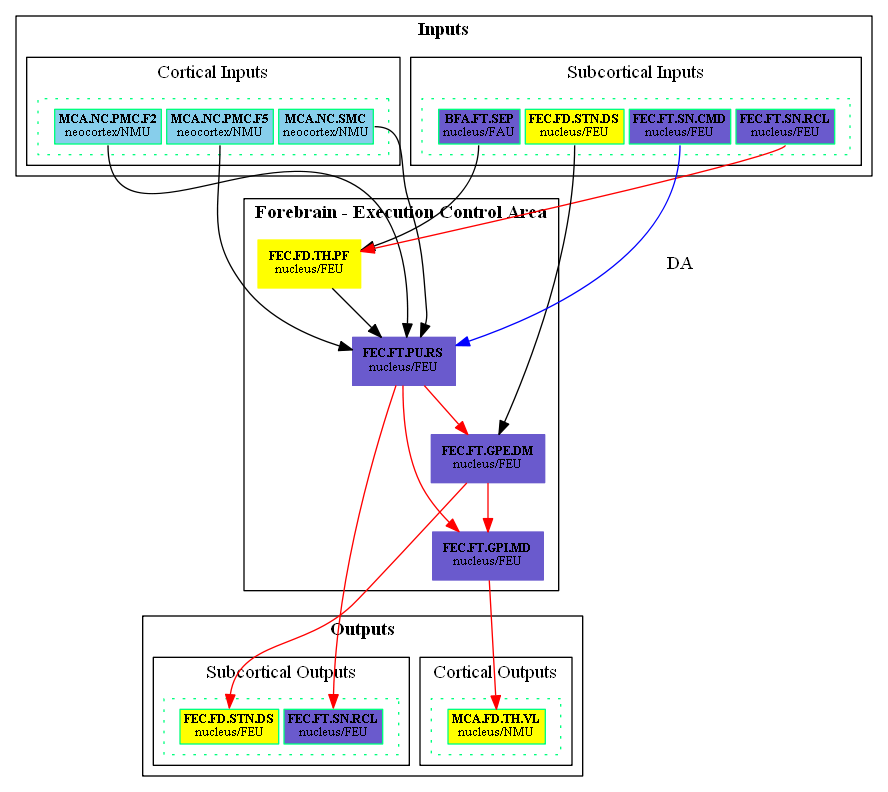 Inputs
Cortical Inputs
Subcortical Inputs
MCA.NC.PMC.F2
neocortex/NMU
MCA.NC.PMC.F5
neocortex/NMU
MCA.NC.SMC
neocortex/NMU
BFA.FT.SEP
nucleus/FAU
FEC.FD.STN.DS
nucleus/FEU
FEC.FT.SN.CMD
nucleus/FEU
FEC.FT.SN.RCL
nucleus/FEU
Forebrain - Execution Control Area
FEC.FD.TH.PF
nucleus/FEU
DA
FEC.FT.PU.RS
nucleus/FEU
FEC.FT.GPE.DM
nucleus/FEU
FEC.FT.GPI.MD
nucleus/FEU
Outputs
Subcortical Outputs
Cortical Outputs
FEC.FD.STN.DS
nucleus/FEU
FEC.FT.SN.RCL
nucleus/FEU
MCA.FD.TH.VL
nucleus/NMU